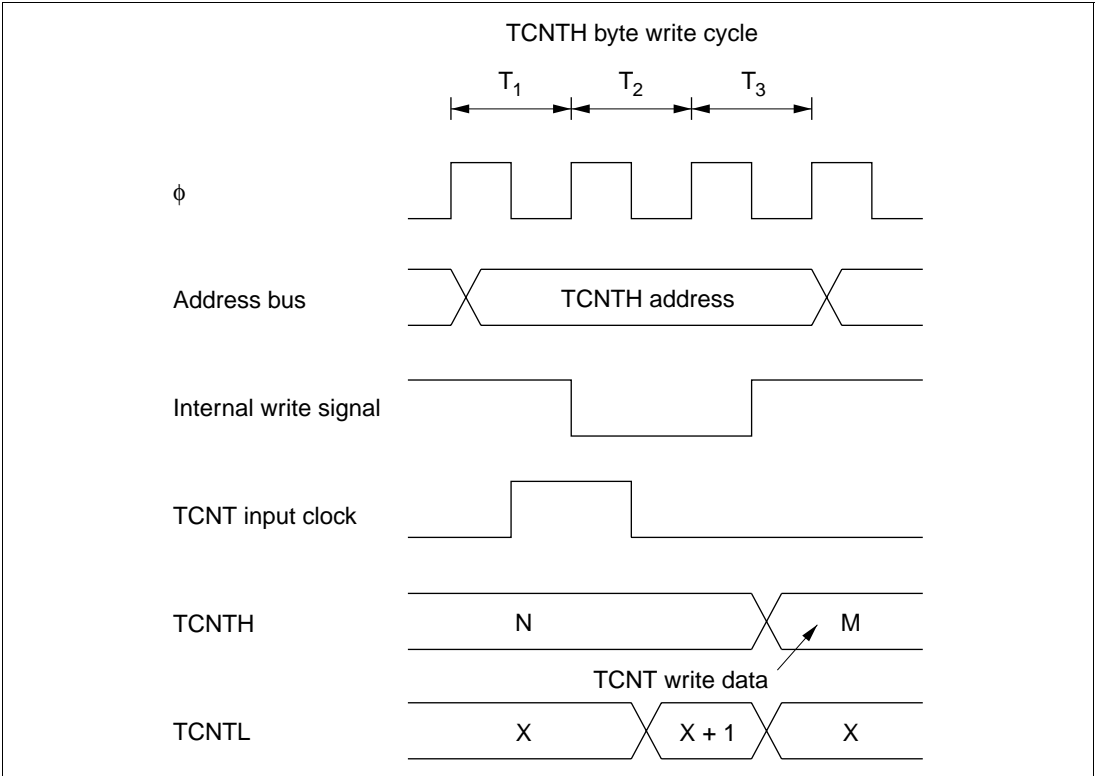 TCNTH byte write cycle
T1 T2 T3
ϕ
Address bus TCNTH address
Internal write signal
TCNT input clock
TCNTH N M
TCNT write data
TCNTL X X + 1 X